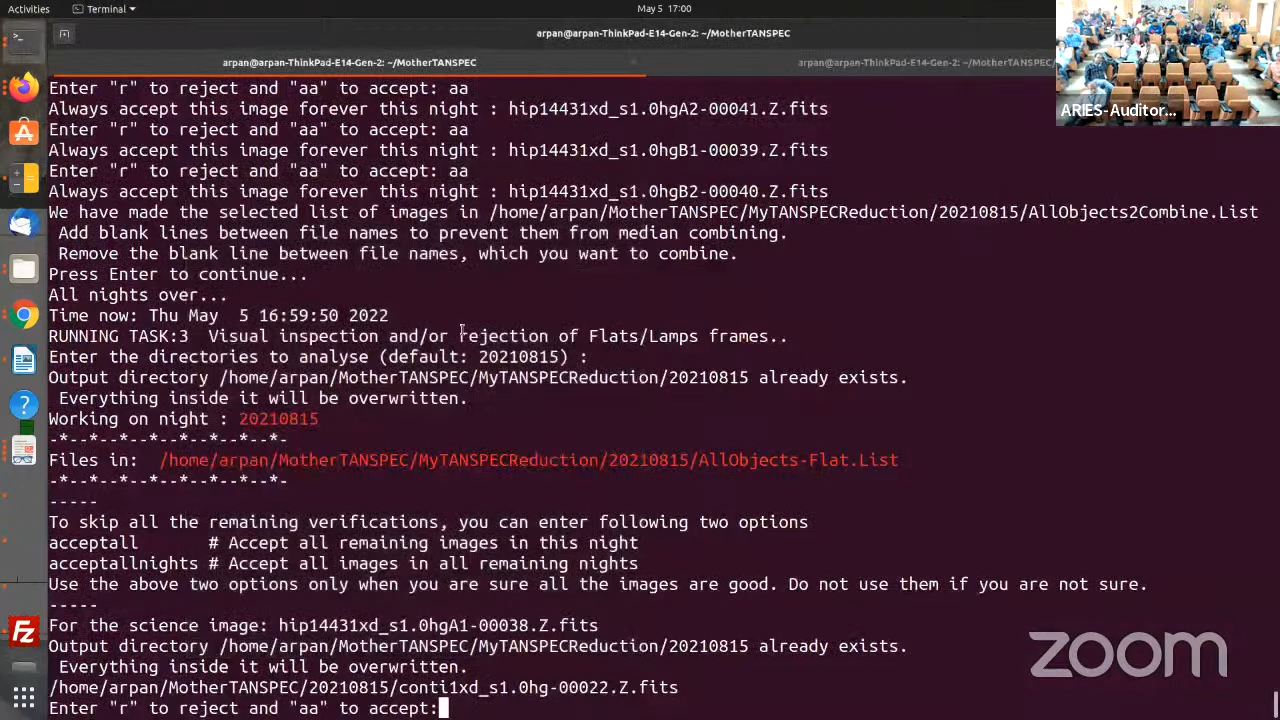 Activities
Terminal
May 5 17:00
arpan@arpan-ThinkPad-E14-Gen-2: ~/MotherTANSPEC
arpan@arpan-ThinkPad-E14-Gen-2: ~/MotherTANSPEC
arpan@arpan-ThinkPad-E14-Gen-2: ~/MotherTANSPEC/
ARIES-Auditor...
Enter "r" to reject and "aa" to accept: aa
Always accept this image forever this night : hip14431xd_s1.0hgA2-00041.Z.fits
Enter "r" to reject and "aa" to accept: aa
Always accept this image forever this night : hip14431xd_s1.0hgB1-00039.Z.fits
Enter "r" to reject and "aa" to accept: aa
Always accept this image forever this night : hip14431xd_s1.0hgB2-00040.Z.fits
We have made the selected list of images in /home/arpan/MotherTANSPEC/MyTANSPECReduction/20210815/AllObjects2Combine.List
Add blank lines between file names to prevent them from median combining.
Remove the blank line between file names, which you want to combine.
Press Enter to continue...
All nights over...
Time now: Thu May  5 16:59:50 2022
RUNNING TASK:3  Visual inspection and/or rejection of Flats/Lamps frames..
Enter the directories to analyse (default: 20210815) :
Output directory /home/arpan/MotherTANSPEC/MyTANSPECReduction/20210815 already exists.
Everything inside it will be overwritten.
Working on night : 20210815
-*--*--*--*--*--*--*--*-
Files in:  /home/arpan/MotherTANSPEC/MyTANSPECReduction/20210815/AllObjects-Flat.List
-*--*--*--*--*--*--*--*-
-----
To skip all the remaining verifications, you can enter following two options
acceptall       # Accept all remaining images in this night
acceptallnights # Accept all images in all remaining nights
Use the above two options only when you are sure all the images are good. Do not use them if you are not sure.
-----
For the science image: hip14431xd_s1.0hgA1-00038.Z.fits
Output directory /home/arpan/MotherTANSPEC/MyTANSPECReduction/20210815 already exists.
Everything inside it will be overwritten.
/home/arpan/MotherTANSPEC/20210815/conti1xd_s1.0hg-00022.Z.fits
Enter "r" to reject and "aa" to accept:
zoom